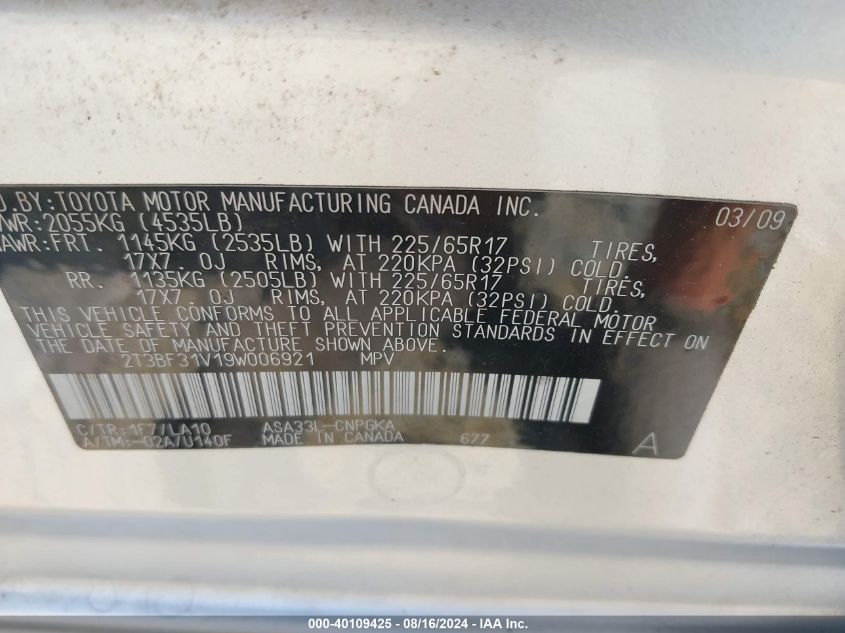 D BY:TOYOTA MOTOR MANUFACTURING CANADA INC. 03/09
WR: 2055KG (4535LB)
AWR:FRT. 1145KG (2535LB) WITH 225/65R17 TIRES,
17X7.0J RIMS, AT 220KPA (32PSI) COLD.
RR. 1135KG (2505LB) WITH 225/65R17 TIRES,
17X7.0J RIMS, AT 220KPA (32PSI) COLD.
THIS VEHICLE CONFORMS TO ALL APPLICABLE FEDERAL MOTOR
VEHICLE SAFETY AND THEFT PREVENTION STANDARDS IN EFFECT ON
THE DATE OF MANUFACTURE SHOWN ABOVE.
2T3BF31V19W006921 MPV
C/TR:1F7/LA10 ASA33L-CNPGKA
A/TM:-02A/U140F MADE IN CANADA 677 A
000-40109425 - 08/16/2024 - IAA Inc.